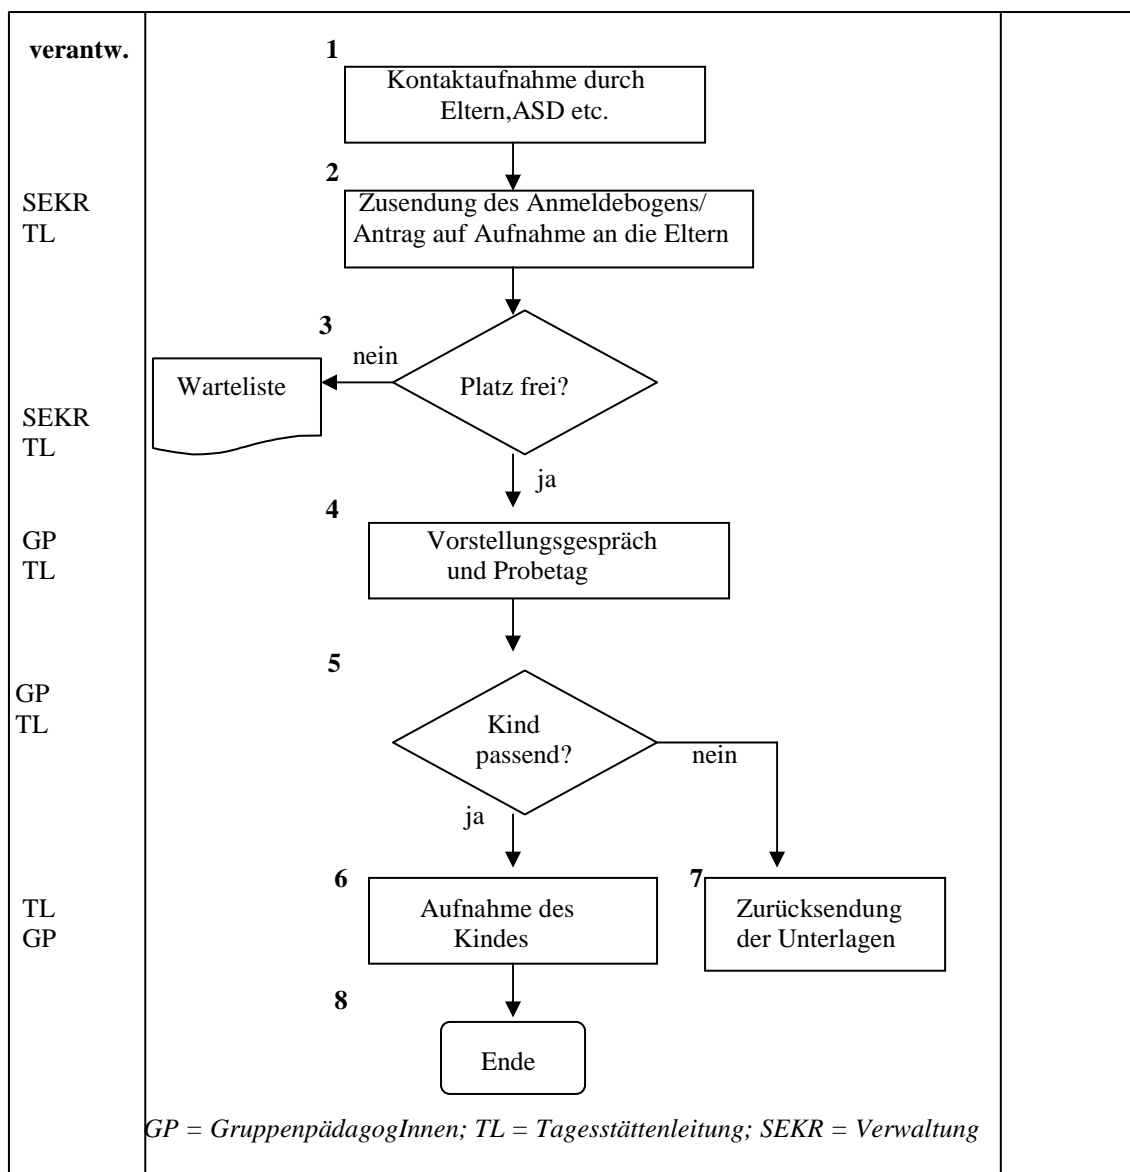 verantw.
1
Kontaktaufnahme durch
Eltern,ASD etc.
2
SEKR
TL
Zusendung des Anmeldebogens/
Antrag auf Aufnahme an die Eltern
3
nein
Warteliste
Platz frei?
SEKR
TL
ja
4
GP
TL
Vorstellungsgespräch
und Probetag
5
GP
TL
Kind
passend?
nein
ja
6
7
TL
GP
Aufnahme des
Kindes
Zurücksendung
der Unterlagen
8
Ende
GP = GruppenpädagogInnen; TL = Tagesstättenleitung; SEKR = Verwaltung